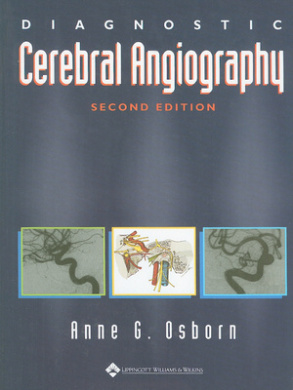 DIAGNOSTIC
Cerebral Angiography
SECOND EDITION
Anne G. Osborn
LIPPINCOTT WILLIAMS & WILKINS